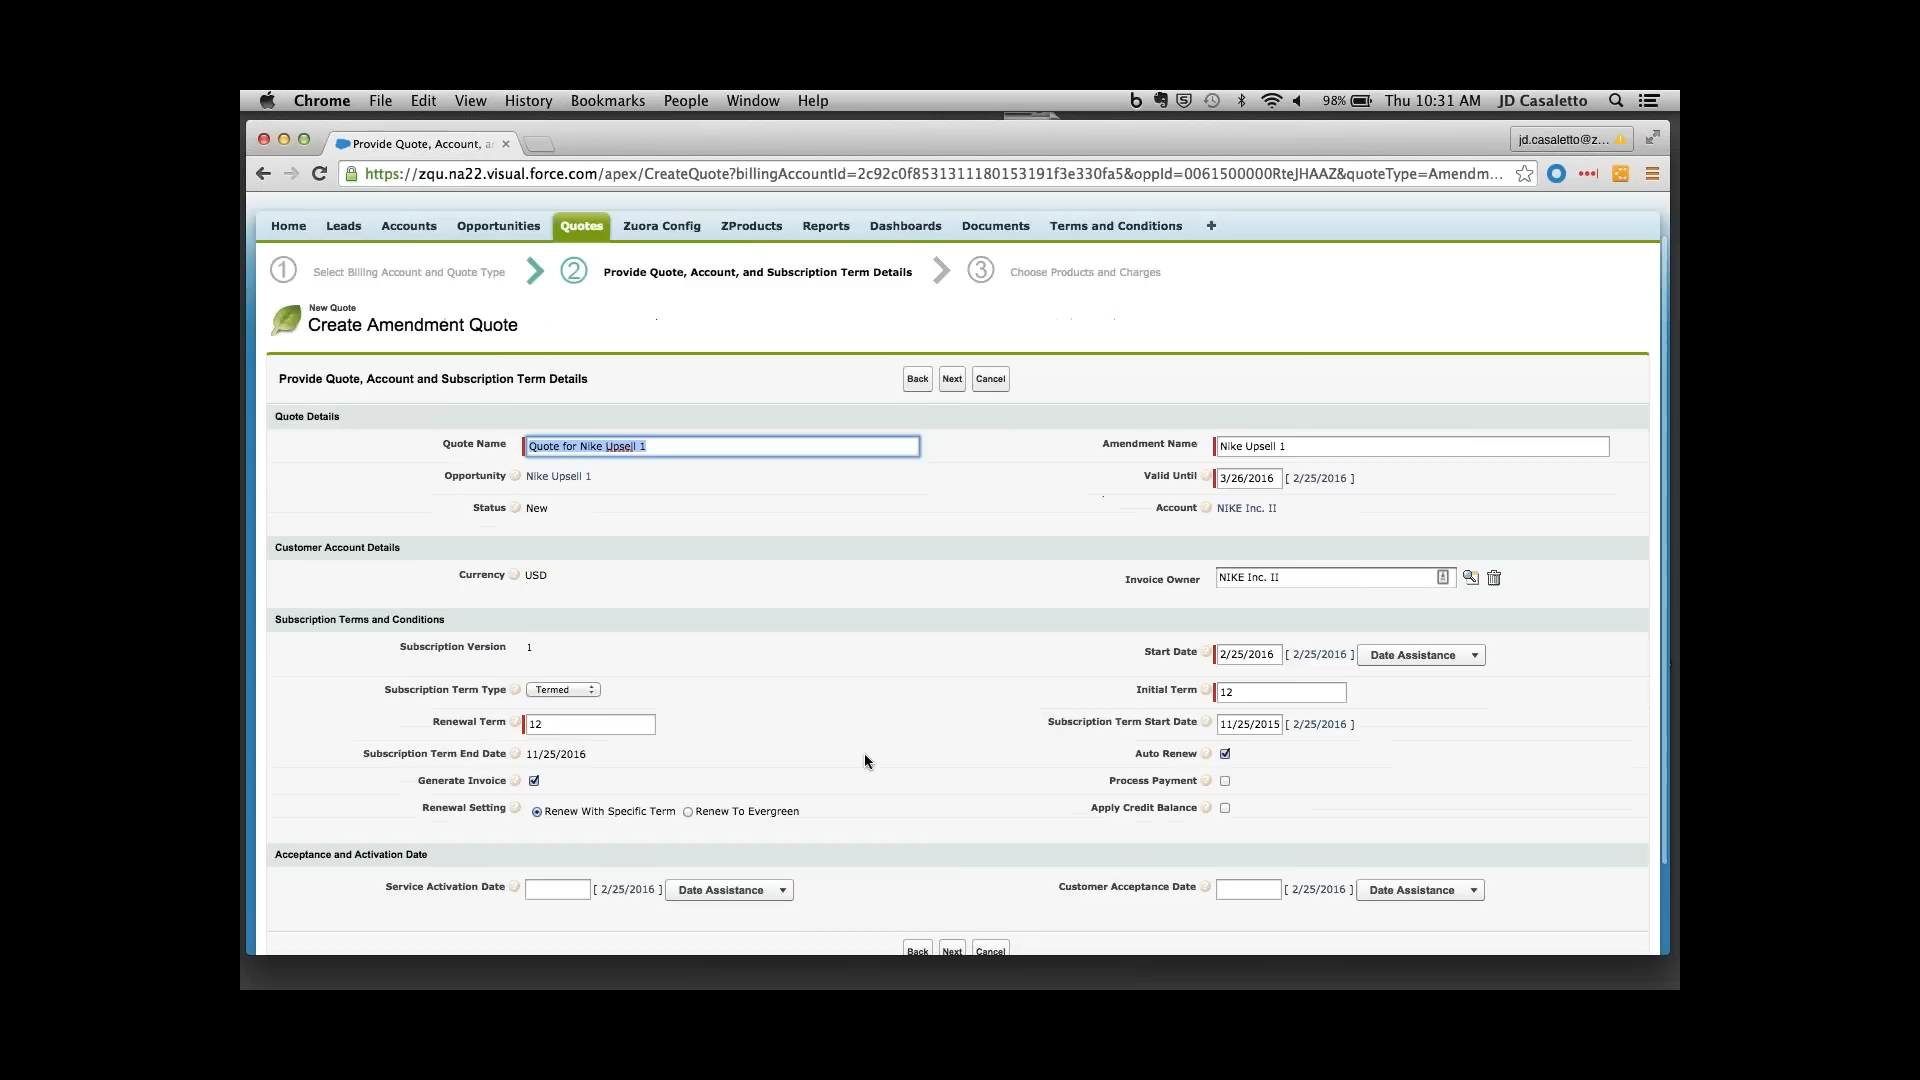 Chrome File Edit View History Bookmarks People Window Help 98% Thu 10:31 AM JD Casaletto
Provide Quote, Account, a jd.casaletto@z...
https://zqu.na22.visual.force.com/apex/CreateQuote?billingAccountId=2c92c0f8531311180153191f3e330fa5&oppId=0061500000RteJHAAZ&quoteType=Amendm...
Home Leads Accounts Opportunities Quotes Zuora Config ZProducts Reports Dashboards Documents Terms and Conditions +
1 Select Billing Account and Quote Type 2 Provide Quote, Account, and Subscription Term Details 3 Choose Products and Charges
New Quote
Create Amendment Quote
Provide Quote, Account and Subscription Term Details Back Next Cancel
Quote Details
Quote Name Quote for Nike Upsell 1 Amendment Name Nike Upsell 1
Opportunity Nike Upsell 1 Valid Until 3/26/2016 [ 2/25/2016 ]
Status New Account NIKE Inc. II
Customer Account Details
Currency USD Invoice Owner NIKE Inc. II
Subscription Terms and Conditions
Subscription Version 1 Start Date 2/25/2016 [ 2/25/2016 ] Date Assistance
Subscription Term Type Termed Initial Term 12
Renewal Term 12 Subscription Term Start Date 11/25/2015 [ 2/25/2016 ]
Subscription Term End Date 11/25/2016 Auto Renew
Generate Invoice Process Payment
Renewal Setting Renew With Specific Term Renew To Evergreen Apply Credit Balance
Acceptance and Activation Date
Service Activation Date [ 2/25/2016 ] Date Assistance Customer Acceptance Date [ 2/25/2016 ] Date Assistance
Back Next Cancel